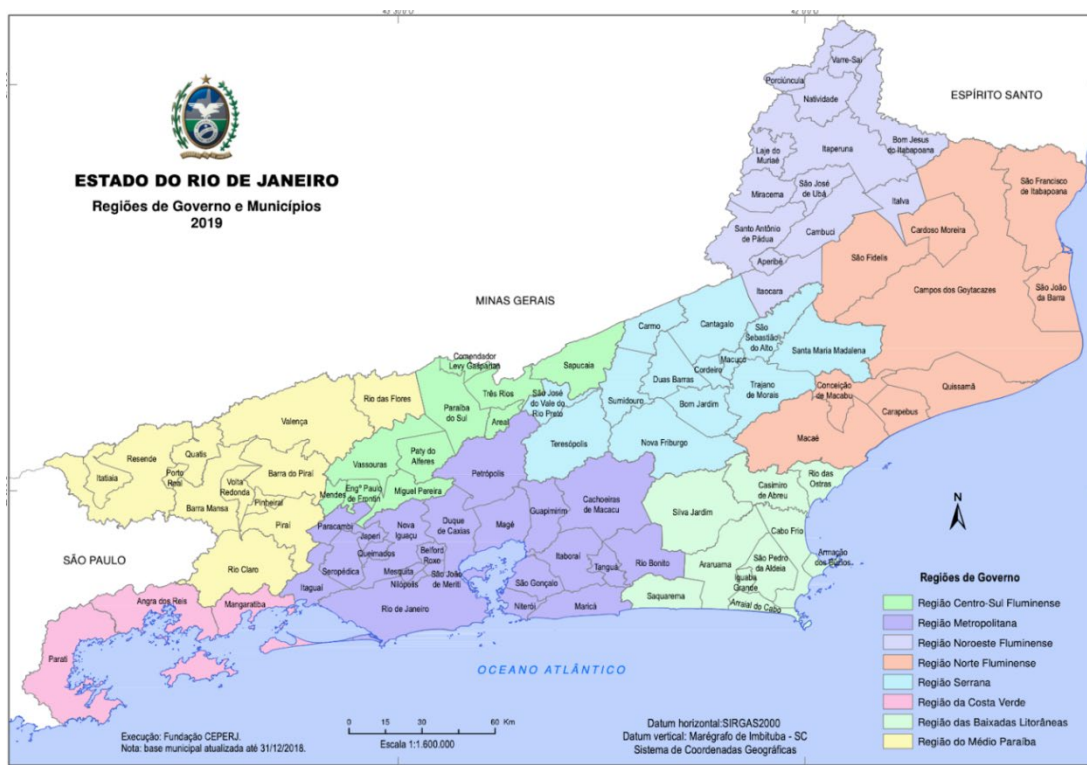 ESTADO DO RIO DE JANEIRO
Regiões de Governo e Municípios
2019
ESPÍRITO SANTO
MINAS GERAIS
SÃO PAULO
Varre-Sai
Porciúncula
Natividade
Bom Jesus
do Itabapoana
Laje do
Muriaé
Itaperuna
São Francisco
de Itabapoana
São José
de Ubá
Miracema
Italva
Cardoso Moreira
Santo Antônio
de Pádua
Cambuci
Aperibé
São Fidelis
Itaocara
Campos dos Goytacazes
São João
da Barra
Carmo
Cantagalo
São
Sebastião
do Alto
Macuco
Cordeira
Santa Maria Madalena
Comendador
Levy Gasparian
Sapucaia
Três Rios
Duas Barras
Trajano
de Morais
Conceição
de Macabu
Quissamã
Rio das Flores
Paraíba
do Sul
Areal
São José
do Vale do
Rio Preto
Sumidouro
Bom Jardim
Carapebus
Valença
Macaé
Teresópolis
Nova Friburgo
Paty do
Alferes
Vassouras
Resende
Quatis
Itatiaia
Porto
Real
Volta
Redonda
Barra do Piraí
Petrópolis
Rio das
Ostras
Casimiro
de Abreu
Mendes
Engº Paulo
de Frontin
Miguel Pereira
Barra Mansa
Pinheiral
Cachoeiras
de Macacu
Silva Jardim
Piraí
Paracambi
Japeri
Nova
Iguaçu
Duque
de Caxias
Magé
Guapimirim
Cabo Frio
Queimados
Belford
Roxo
Itaboraí
Tanguá
Rio Bonito
Araruama
São Pedro
da Aldeia
Armação
dos Búzios
Rio Claro
Seropédica
Mesquita
Nilópolis
São João
de Meriti
Iguaba
Grande
Itaguaí
São Gonçalo
Saquarema
Arraial do Cabo
Angra dos Reis
Mangaratiba
Rio de Janeiro
Niterói
Maricá
Parati
OCEANO ATLÂNTICO
N
Regiões de Governo
Região Centro-Sul Fluminense
Região Metropolitana
Região Noroeste Fluminense
Região Norte Fluminense
Região Serrana
Região da Costa Verde
Região das Baixadas Litorâneas
Região do Médio Paraíba
0 15 30 60 Km
Escala 1:1.600.000
Execução: Fundação CEPERJ.
Nota: base municipal atualizada até 31/12/2018.
Datum horizontal:SIRGAS2000
Datum vertical: Marégrafo de Imbituba - SC
Sistema de Coordenadas Geográficas